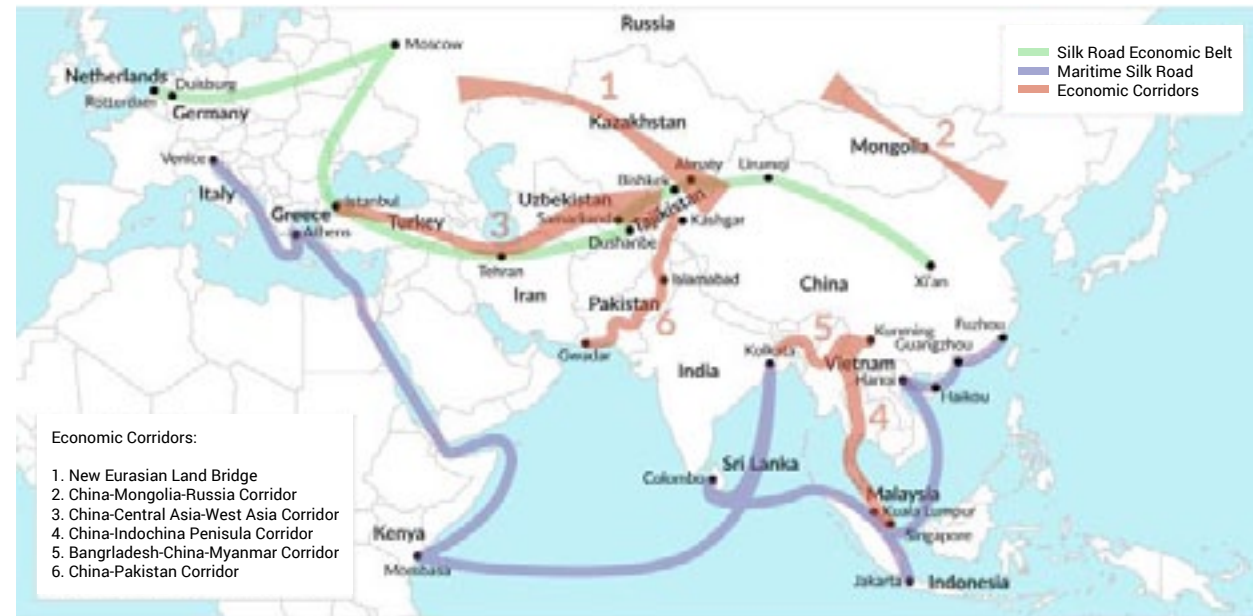 Russia
Silk Road Economic Belt
Maritime Silk Road
Economic Corridors
Moscow
Netherlands
Duisburg
Rotterdam
Germany
1
Kazakhstan
2
Mongolia
Venice
Almaty
Urumqi
Bishkek
Italy
Uzbekistan
Tajikistan
Istanbul
Greece
Turkey
3
Samarkand
Kashgar
Athens
Dushanbe
Tehran
Xi'an
Islamabad
China
Iran
Pakistan
6
5
Kunming
Fuzhou
Guangzhou
Gwadar
Kolkata
Vietnam
India
Hanoi
Haikou
4
Economic Corridors:
1. New Eurasian Land Bridge
2. China-Mongolia-Russia Corridor
3. China-Central Asia-West Asia Corridor
4. China-Indochina Penisula Corridor
5. Bangrladesh-China-Myanmar Corridor
6. China-Pakistan Corridor
Sri Lanka
Colombo
Malaysia
Kuala Lumpur
Singapore
Kenya
Mombasa
Jakarta
Indonesia